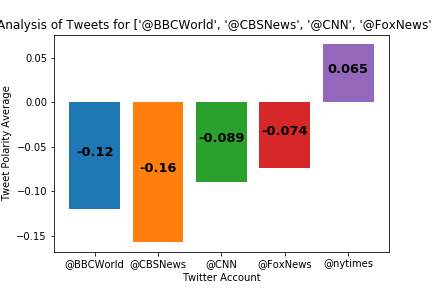 Analysis of Tweets for ['@BBCWorld', '@CBSNews', '@CNN', '@FoxNews'
0.05
0.00
−0.05
−0.10
−0.15
Tweet Polarity Average
-0.12
-0.16
-0.089
-0.074
0.065
@BBCWorld @CBSNews @CNN @FoxNews @nytimes
Twitter Account